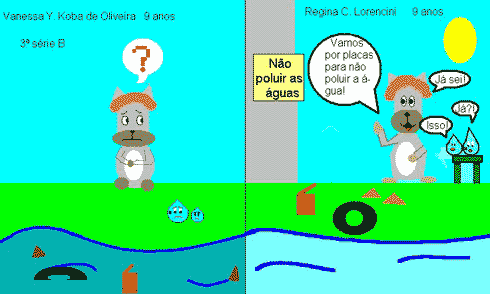 Vanessa Y. Koba de Oliveira 9 anos
3ª série B
?
Regina C. Lorencini 9 anos
Não
poluir as
águas
Vamos
por placas
para não
poluir a á-
gua!
Já sei!
Já?!
Isso!